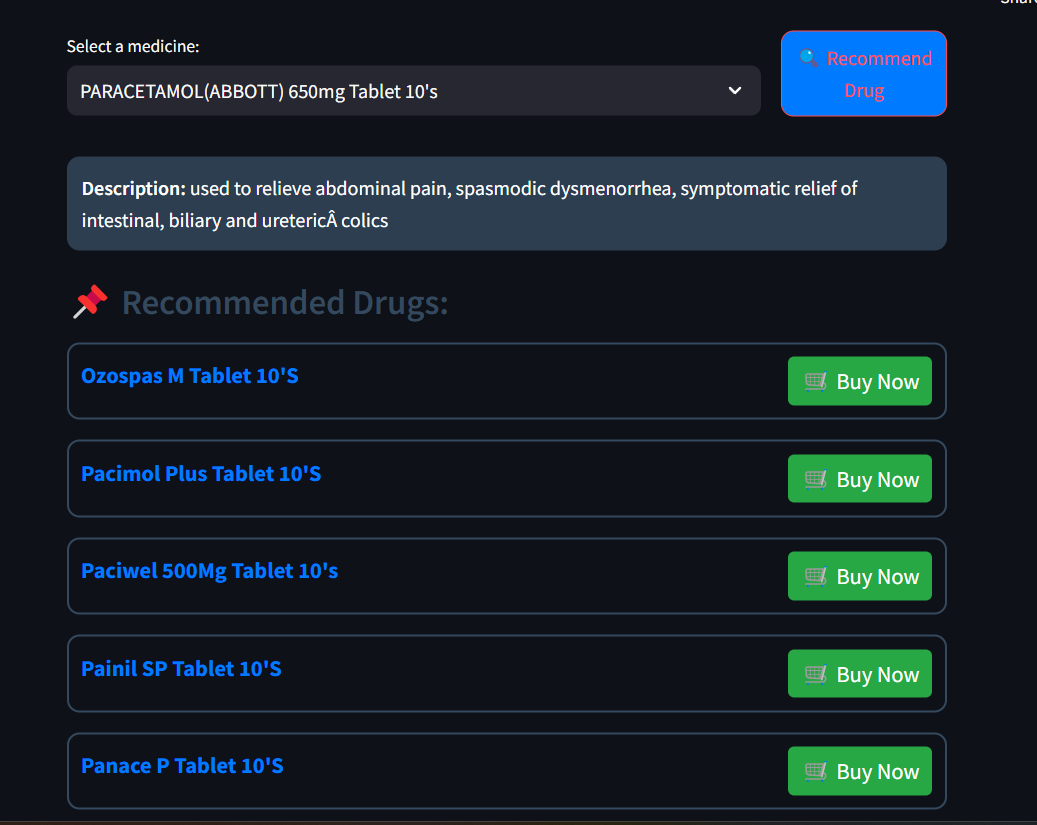 Select a medicine:
PARACETAMOL(ABBOTT) 650mg Tablet 10's
Recommend
Drug
Description: used to relieve abdominal pain, spasmodic dysmenorrhea, symptomatic relief of
intestinal, biliary and uretericÂ colics
Recommended Drugs:
Ozospas M Tablet 10'S
Buy Now
Pacimol Plus Tablet 10'S
Buy Now
Paciwel 500Mg Tablet 10's
Buy Now
Painil SP Tablet 10'S
Buy Now
Panace P Tablet 10'S
Buy Now